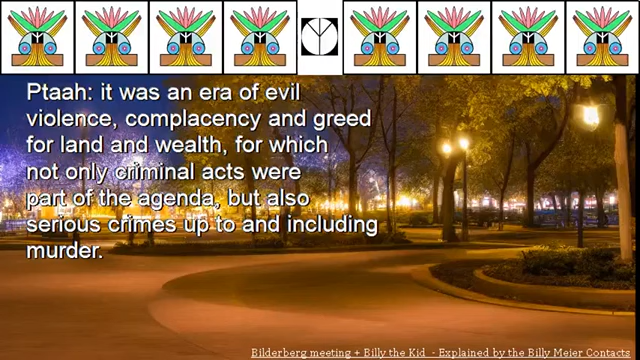 Ptaah: it was an era of evil
violence, complacency and greed
for land and wealth, for which
not only criminal acts were
part of the agenda, but also
serious crimes up to and including
murder.
Bilderberg meeting + Billy the Kid - Explained by the Billy Meier Contacts